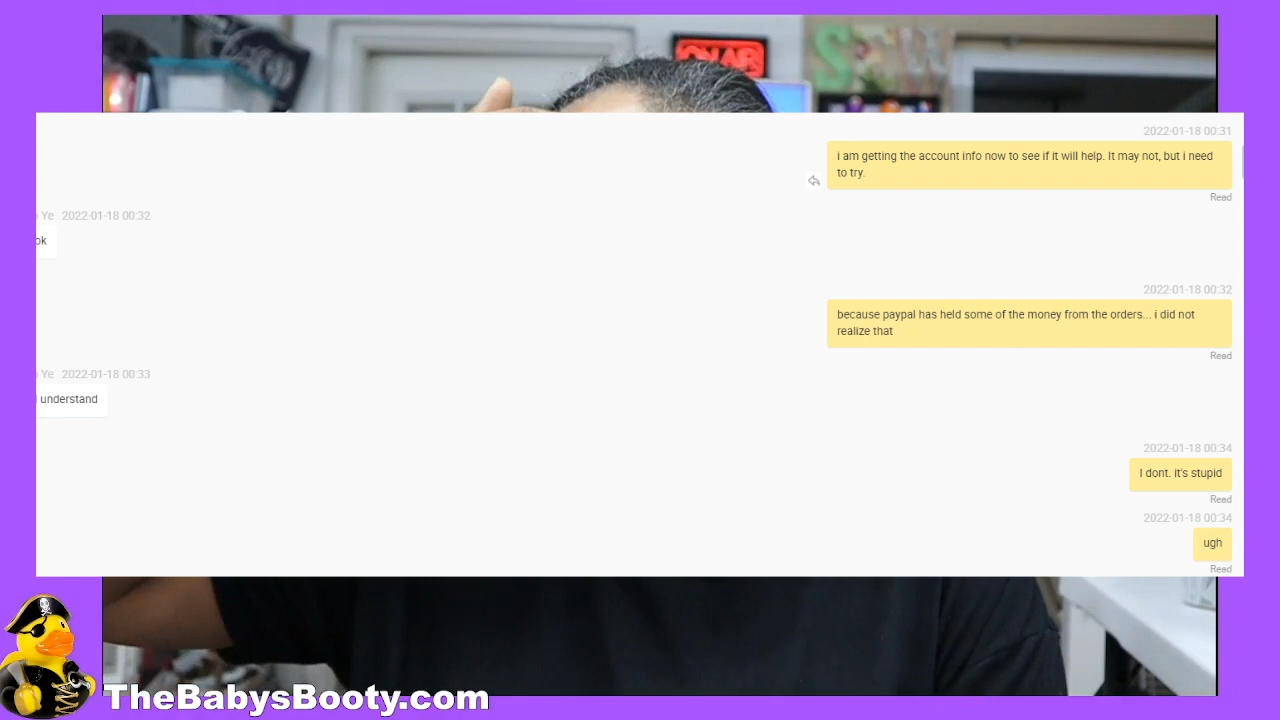 ON AIR
2022-01-18 00:31
i am getting the account info now to see if it will help. It may not, but i need
to try.
Read
Ye 2022-01-18 00:32
ok
2022-01-18 00:32
because paypal has held some of the money from the orders... i did not
realize that
Read
Ye 2022-01-18 00:33
I understand
2022-01-18 00:34
I dont. it's stupid
Read
2022-01-18 00:34
ugh
Read
TheBabysBooty.com